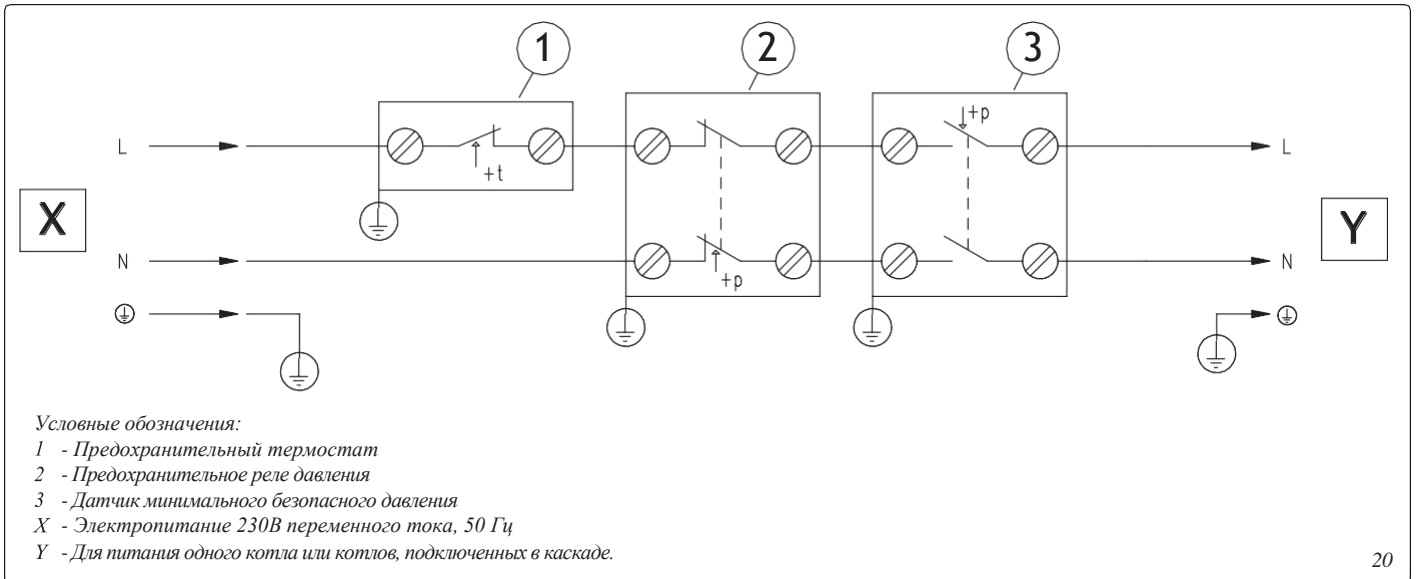 1
2
3
L
+t
+p
L
X
Y
N
+p
N
Условные обозначения:
1 - Предохранительный термостат
2 - Предохранительное реле давления
3 - Датчик минимального безопасного давления
X - Электропитание 230В переменного тока, 50 Гц
Y - Для питания одного котла или котлов, подключенных в каскаде.
20